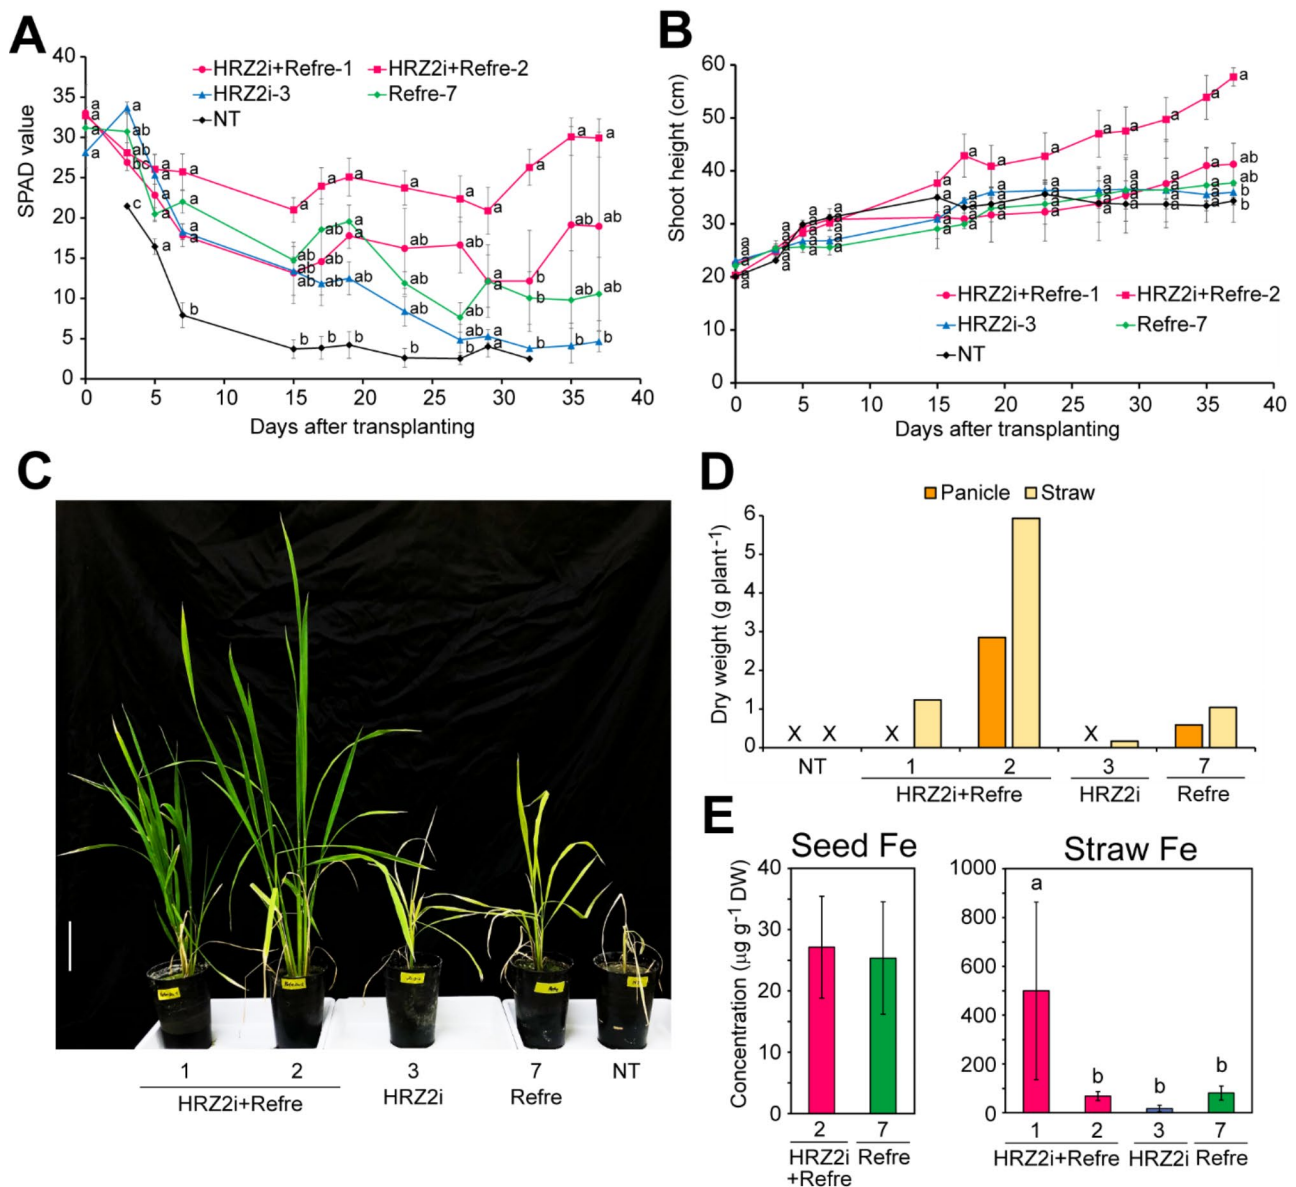 A
HRZ2i+Refre-1 HRZ2i+Refre-2
HRZ2i-3 Refre-7
NT
SPAD value
40
35
30
25
20
15
10
5
0
0 5 10 15 20 25 30 35 40
Days after transplanting
B
Shoot height (cm)
60
50
40
30
20
10
0
HRZ2i+Refre-1 HRZ2i+Refre-2
HRZ2i-3 Refre-7
NT
0 5 10 15 20 25 30 35 40
Days after transplanting
C
1 2 3 7 NT
HRZ2i+Refre HRZ2i Refre
D
Panicle Straw
Dry weight (g plant⁻¹)
6
5
4
3
2
1
0
X X X X
NT 1 2 3 7
HRZ2i+Refre HRZ2i Refre
E
Seed Fe
Concentration (µg g⁻¹ DW)
40
30
20
10
0
2 7
HRZ2i Refre
+Refre
Straw Fe
1000
800
600
400
200
0
a b b b
1 2 3 7
HRZ2i+Refre HRZ2i Refre